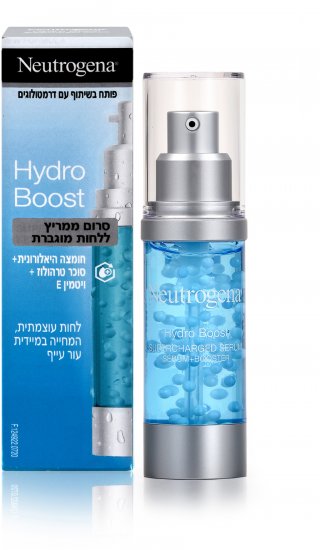 Neutrogena®
פותח בשיתוף עם דרמטולוגים
Hydro
Boost
סרום ממריץ
ללחות מוגברת
חומצה היאלורונית+
סוכר טרהולוז +
ויטמין E
לחות עוצמתית,
המחייה במיידית
עור עייף
Neutrogena
Hydro Boost
SUPERCHARGED SERUM
SERUM+BOOSTER